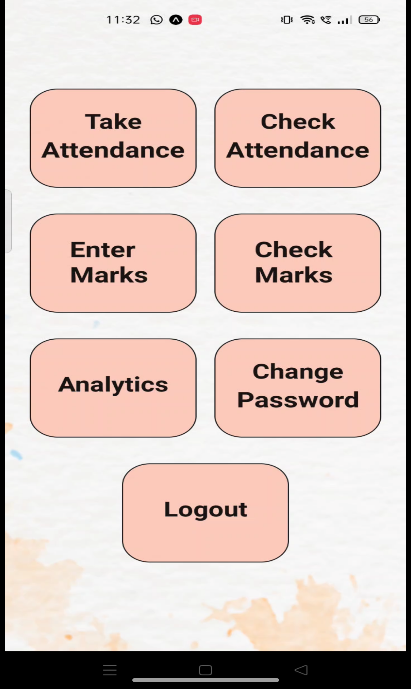 11:32
56
Take
Attendance
Check
Attendance
Enter
Marks
Check
Marks
Analytics
Change
Password
Logout